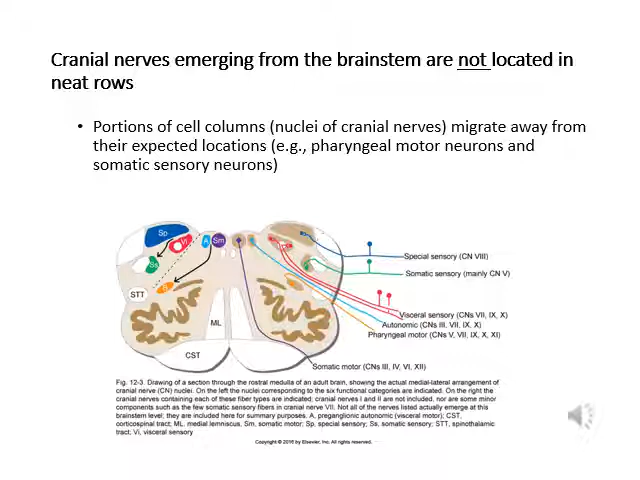 Cranial nerves emerging from the brainstem are not located in
neat rows
• Portions of cell columns (nuclei of cranial nerves) migrate away from
their expected locations (e.g., pharyngeal motor neurons and
somatic sensory neurons)
Sp
Vi
A
Sm
Ss
STT
ML
CST
Special sensory (CN VIII)
Somatic sensory (mainly CN V)
Visceral sensory (CNs VII, IX, X)
Autonomic (CNs III, VII, IX, X)
Pharyngeal motor (CNs V, VII, IX, X, XI)
Somatic motor (CNs III, IV, VI, XII)
Fig. 12-3. Drawing of a section through the rostral medulla of an adult brain, showing the actual medial-lateral arrangement of
cranial nerve (CN) nuclei. On the left the nuclei corresponding to the six functional categories are indicated. On the right the
cranial nerves containing each of these fiber types are indicated; cranial nerves I and II are not included, nor are some minor
components such as the few somatic sensory fibers in cranial nerve VII. Not all of the nerves listed actually emerge at this
brainstem level; they are included here for summary purposes. A, preganglionic autonomic (visceral motor); CST,
corticospinal tract; ML, medial lemniscus, Sm, somatic motor; Sp, special sensory; Ss, somatic sensory; STT, spinothalamic
tract; Vi, visceral sensory
Copyright © 2016 by Elsevier, Inc. All rights reserved.